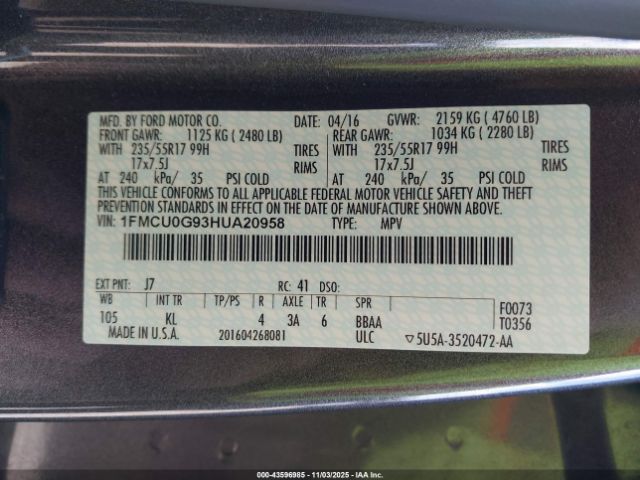 MFD. BY FORD MOTOR CO. DATE: 04/16 GVWR: 2159 KG ( 4760 LB)
FRONT GAWR: 1125 KG ( 2480 LB) REAR GAWR: 1034 KG ( 2280 LB)
WITH 235/55R17 99H TIRES WITH 235/55R17 99H TIRES
17x7.5J RIMS 17x7.5J RIMS
AT 240 kPa/ 35 PSI COLD AT 240 kPa/ 35 PSI COLD
THIS VEHICLE CONFORMS TO ALL APPLICABLE FEDERAL MOTOR VEHICLE SAFETY AND THEFT
PREVENTION STANDARDS IN EFFECT ON THE DATE OF MANUFACTURE SHOWN ABOVE.
VIN: 1FMCU0G93HUA20958 TYPE: MPV
EXT PNT: J7 RC: 41 DSO:
WB INT TR TP/PS R AXLE TR SPR F0073
105 KL 4 3A 6 BBAA T0356
MADE IN U.S.A. 201604268081 ULC ▽5U5A-3520472-AA
000-43596985 - 11/03/2025 - IAA Inc.